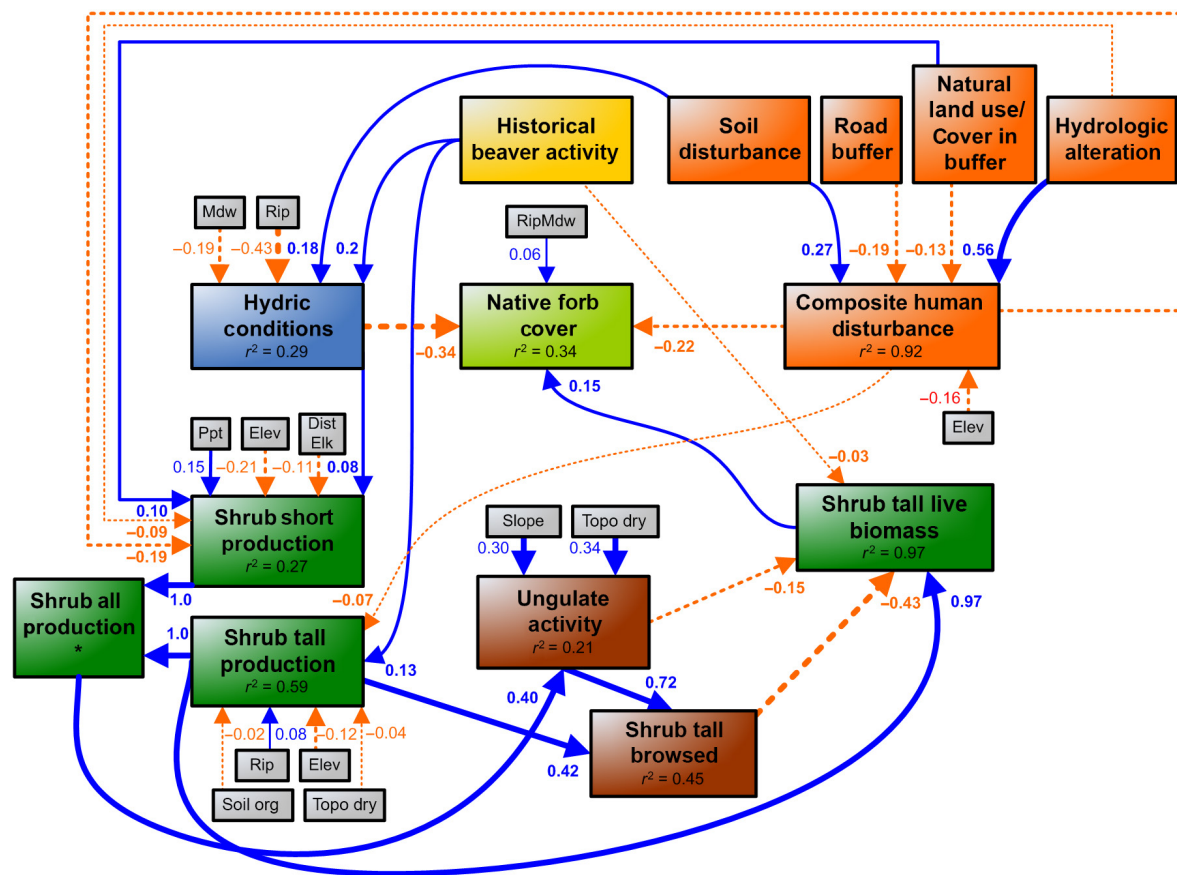 Historical
beaver activity
Soil
disturbance
Road
buffer
Natural
land use/
Cover in
buffer
Hydrologic
alteration
Mdw
Rip
RipMdw
−0.19
−0.43
0.18
0.2
0.06
0.27
−0.19
−0.13
0.56
Hydric
conditions
r² = 0.29
Native forb
cover
r² = 0.34
Composite human
disturbance
r² = 0.92
−0.34
−0.22
0.15
−0.16
Elev
Ppt
Elev
Dist
Elk
0.15
−0.21
−0.11
0.08
−0.03
0.10
−0.09
−0.19
Shrub short
production
r² = 0.27
Slope
Topo dry
0.30
0.34
Shrub tall live
biomass
r² = 0.97
Shrub all
production
*
1.0
1.0
−0.07
Ungulate
activity
r² = 0.21
−0.15
−0.43
0.97
Shrub tall
production
r² = 0.59
0.13
0.40
0.72
0.42
Shrub tall
browsed
r² = 0.45
−0.02
0.08
−0.12
−0.04
Rip
Elev
Soil org
Topo dry